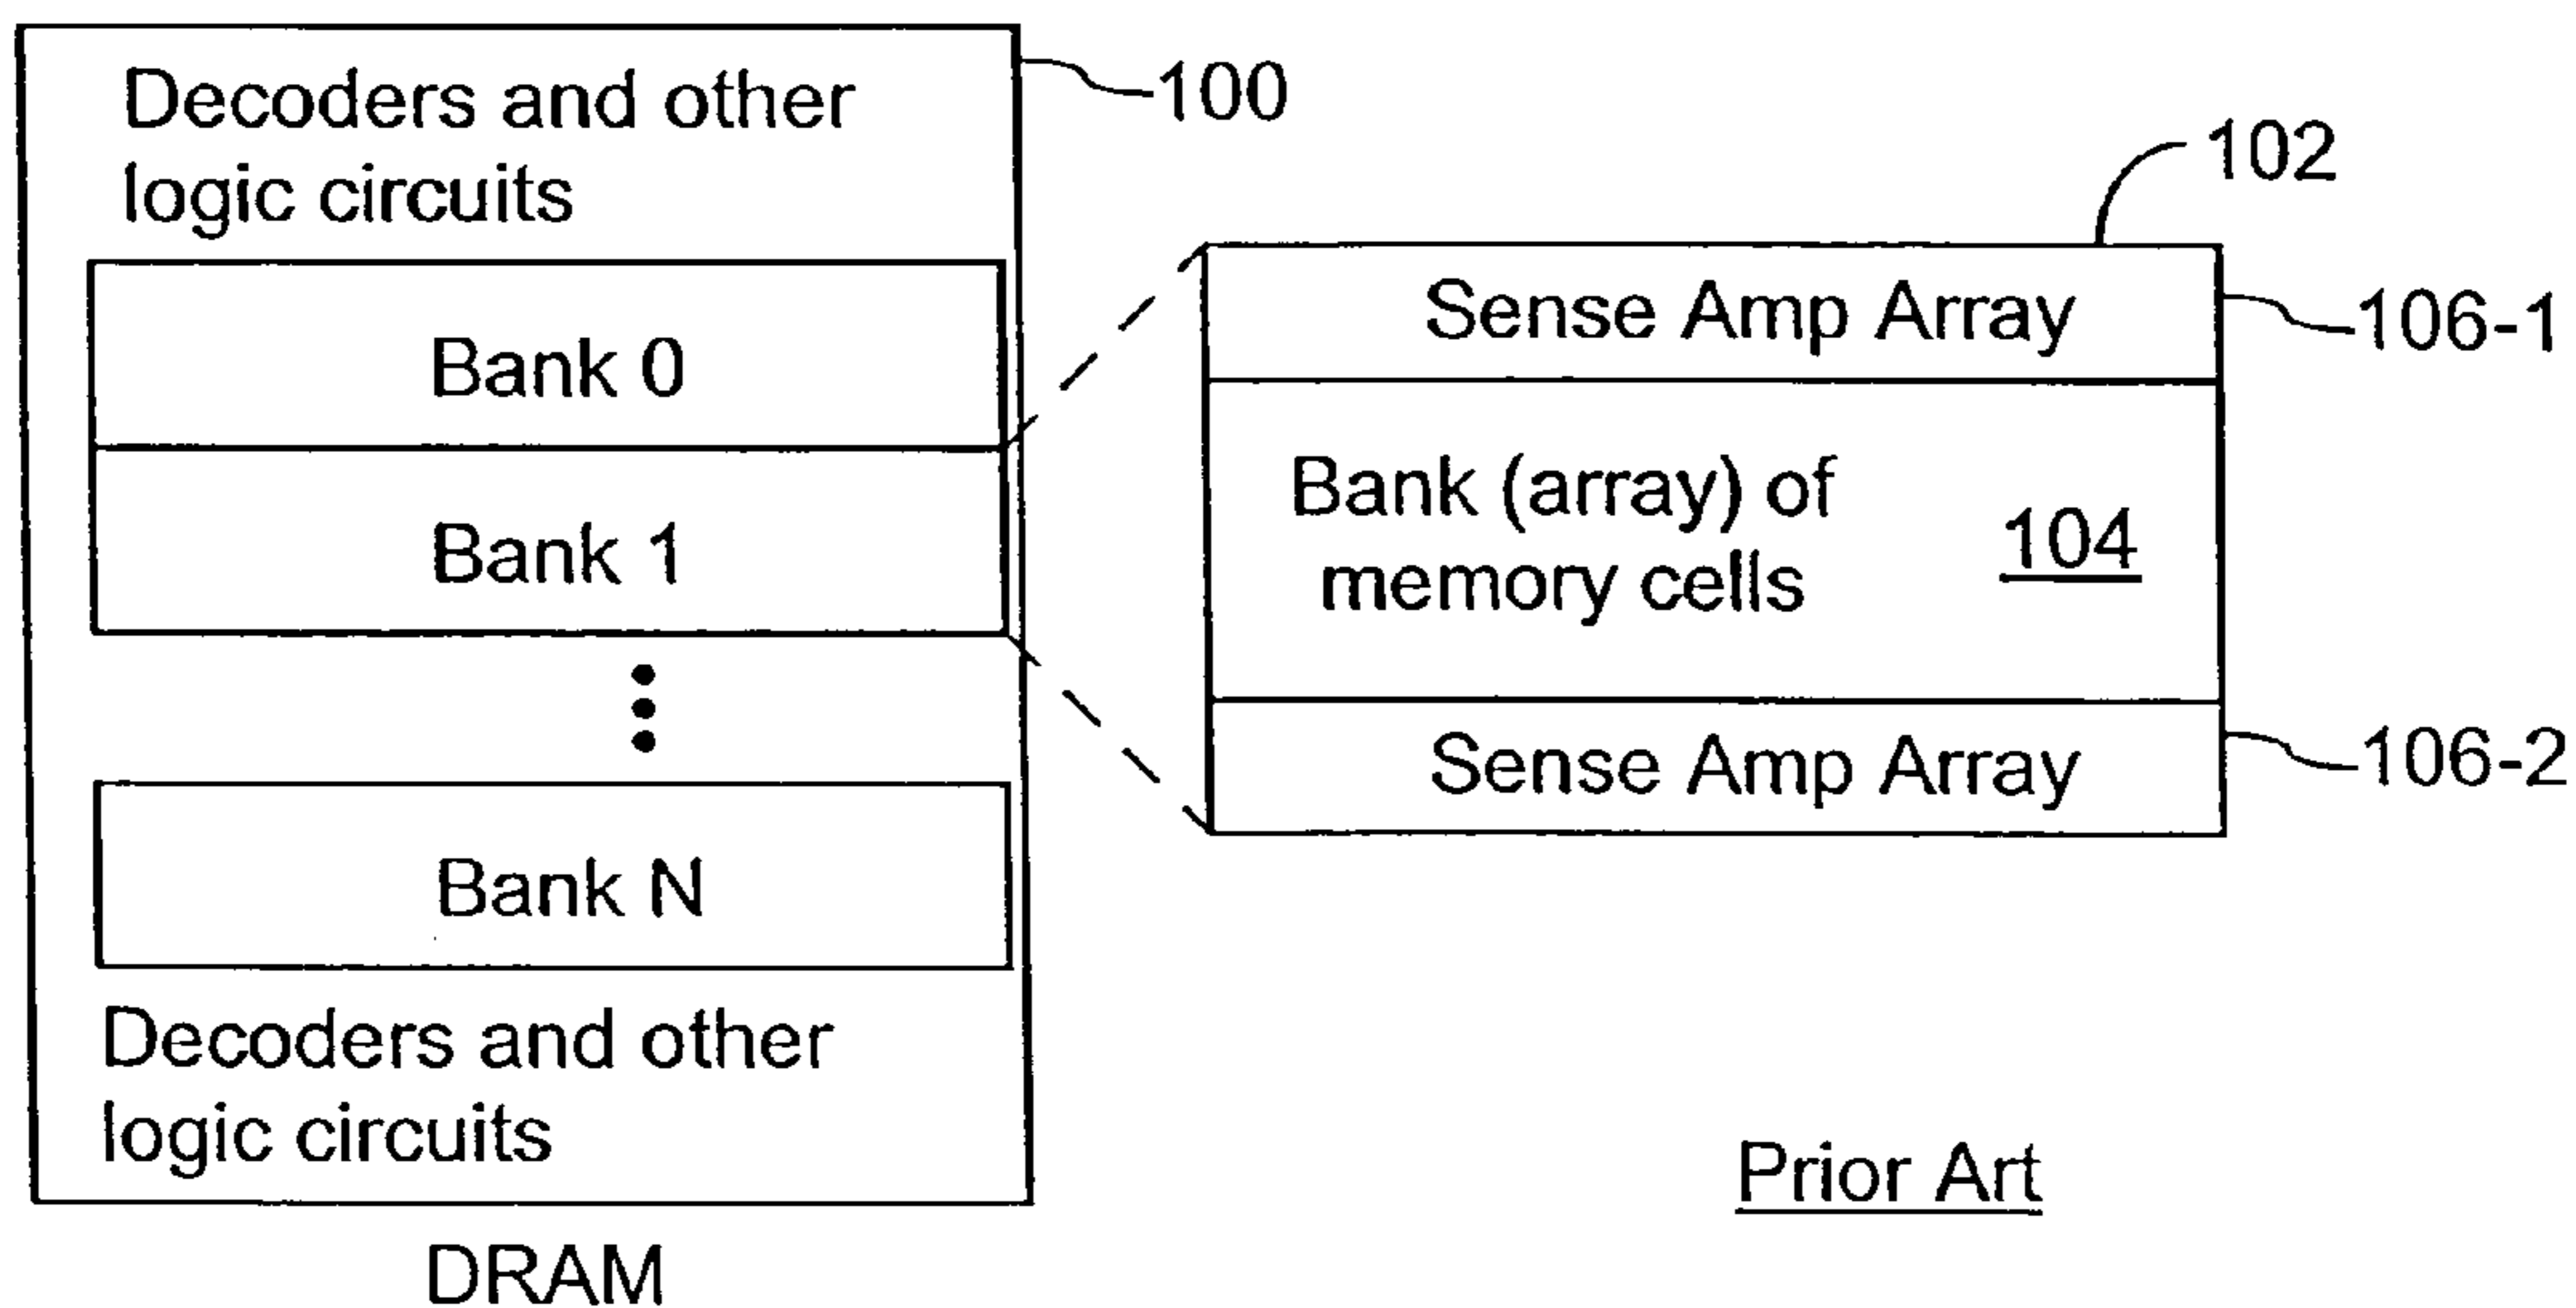 Decoders and other
logic circuits
Bank 0
Bank 1
Bank N
Decoders and other
logic circuits
DRAM
100
102
Sense Amp Array
106-1
Bank (array) of
memory cells
104
Sense Amp Array
106-2
Prior Art